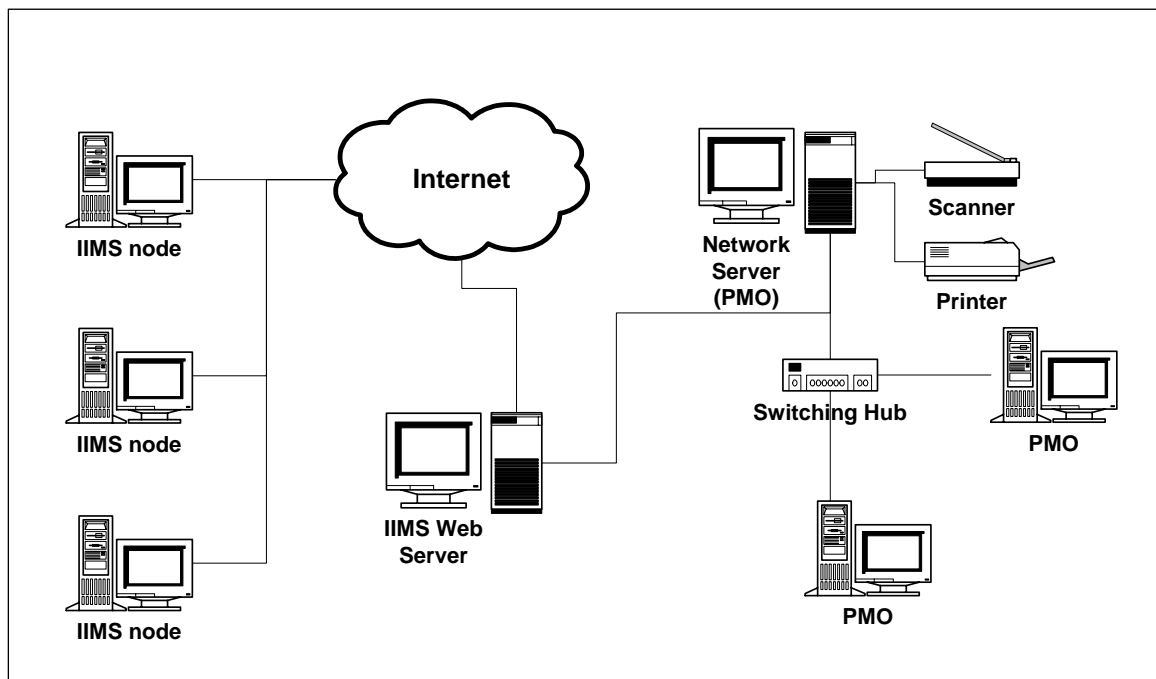 Internet
IIMS node
IIMS node
IIMS node
IIMS Web
Server
Network
Server
(PMO)
Scanner
Printer
Switching Hub
PMO
PMO